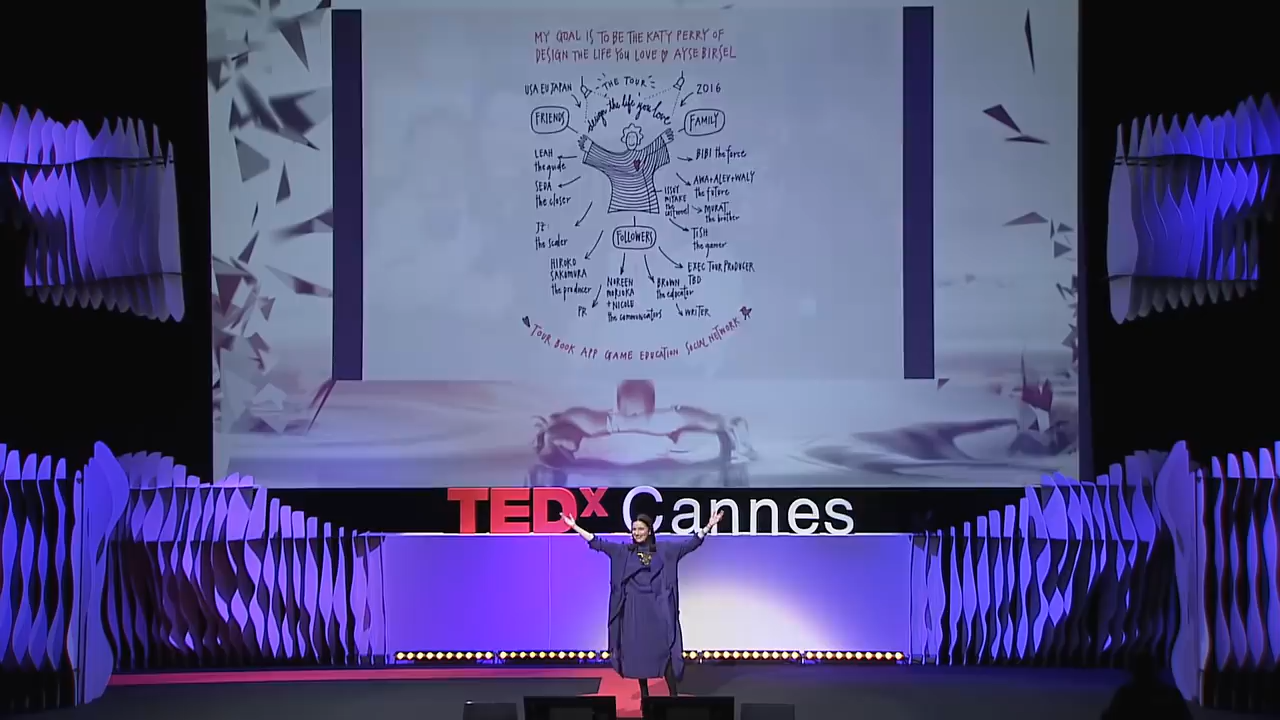 MY GOAL IS TO BE THE KATY PERRY OF
DESIGN THE LIFE YOU LOVE AYSE BIRSEL
USA EU JAPAN
THE TOUR
2016
design the life you love
FRIENDS
FAMILY
LEAH
the guide
SEDA
the closer
the scaler
HIROKO
SAKOMURA
the producer
PR
NOREEN
MORIOKA
+ NICOLE
the communicators
FOLLOWERS
BROWN
the educator
WRITER
EXEC TOUR PRODUCER
TBD
TISH
the gamer
ISSEY
MIYAKE
the
MURAT
the brother
AWA+ALEV+WALY
the future
BIBI the force
TOUR BOOK APP GAME EDUCATION SOCIAL NETWORK
TEDx Cannes